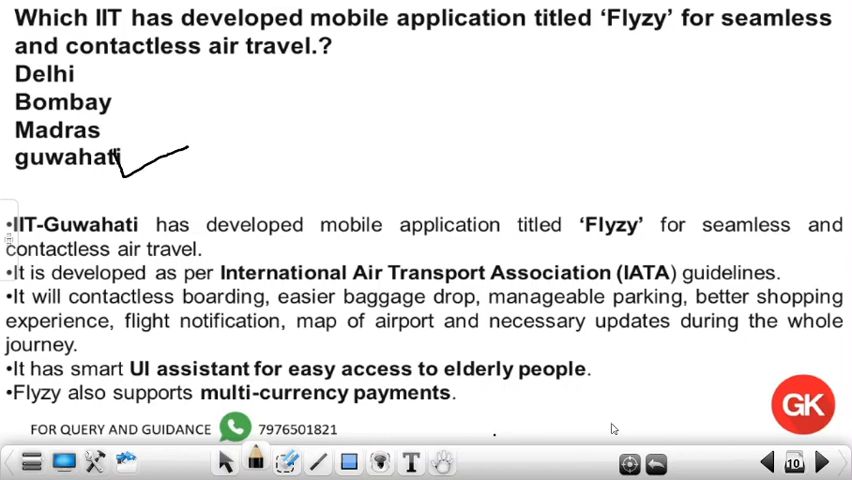 Which IIT has developed mobile application titled ‘Flyzy’ for seamless
and contactless air travel.?
Delhi
Bombay
Madras
guwahati
•IIT-Guwahati has developed mobile application titled ‘Flyzy’ for seamless and
contactless air travel.
•It is developed as per International Air Transport Association (IATA) guidelines.
•It will contactless boarding, easier baggage drop, manageable parking, better shopping
experience, flight notification, map of airport and necessary updates during the whole
journey.
•It has smart UI assistant for easy access to elderly people.
•Flyzy also supports multi-currency payments.
GK
FOR QUERY AND GUIDANCE 7976501821
T
10